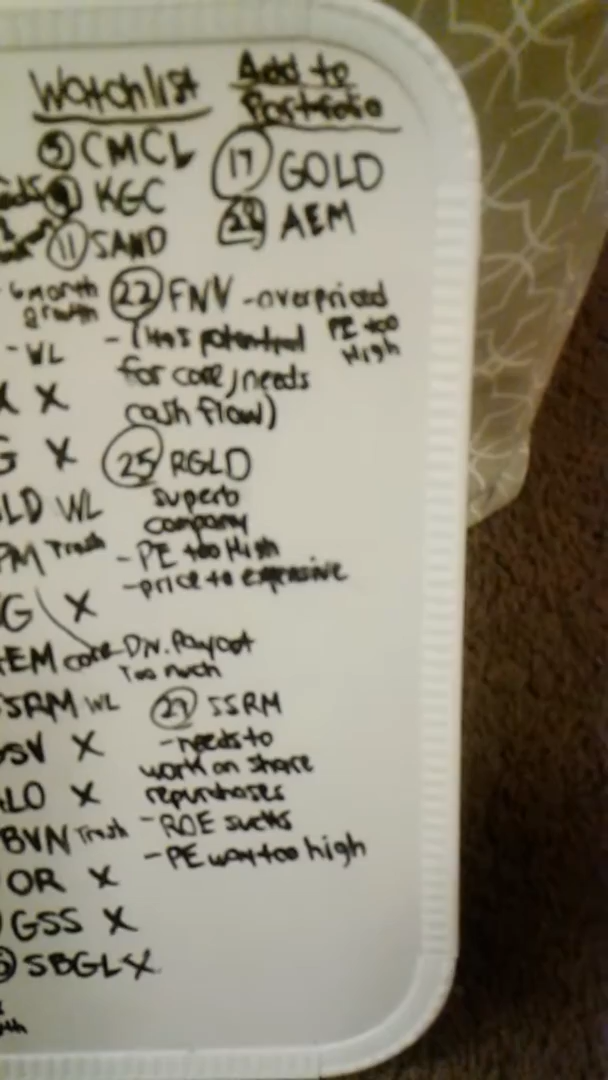 Watchlist Add to
Portfolio
5 CMCL 17 GOLD
9 KGC 28 AEM
11 SAND
6 month growth
22 FNV - overpriced
PE too High
- WL
- (Has potential
for core, needs
cash flow)
X
G X
25 RGLD
LD WL
superb
company
PM Trash
- PE too High
- price to expensive
G X
EM core - Div. Payout
Too much
SRM WL
27 SSRM
SV X
- needs to
work on share
repurchases
LO X
BVN Trash
- ROE sucks
- PE way too high
OR X
GSS X
SBGL X